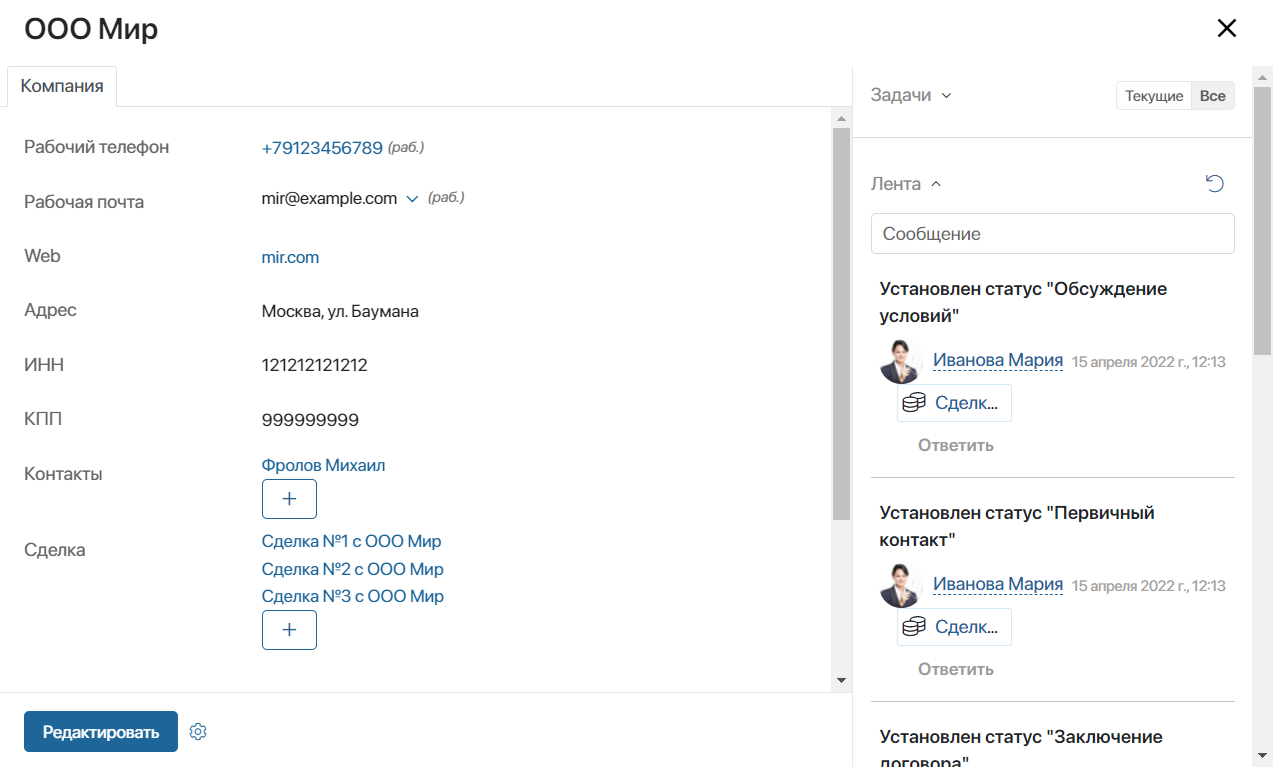 ООО Мир
Компания
Рабочий телефон
+79123456789 (раб.)
Рабочая почта
mir@example.com (раб.)
Web
mir.com
Адрес
Москва, ул. Баумана
ИНН
121212121212
КПП
999999999
Контакты
Фролов Михаил
+
Сделка
Сделка №1 с ООО Мир
Сделка №2 с ООО Мир
Сделка №3 с ООО Мир
+
Редактировать
Задачи
Текущие Все
Лента
Сообщение
Установлен статус "Обсуждение
условий"
Иванова Мария 15 апреля 2022 г., 12:13
Сделк...
Ответить
Установлен статус "Первичный
контакт"
Иванова Мария 15 апреля 2022 г., 12:13
Сделк...
Ответить
Установлен статус "Заключение
договора"